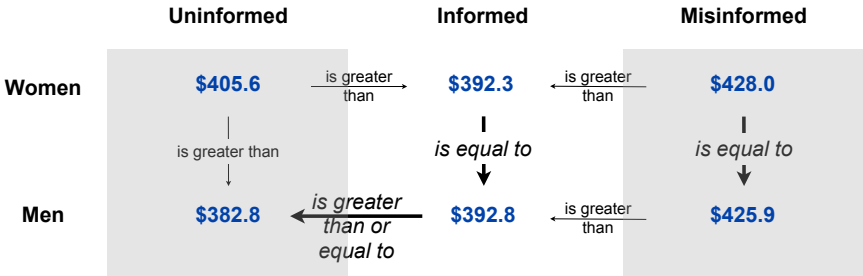 Uninformed Informed Misinformed
Women $405.6 is greater than $392.3 is greater than $428.0
is greater than is equal to is equal to
Men $382.8 is greater than or equal to $392.8 is greater than $425.9